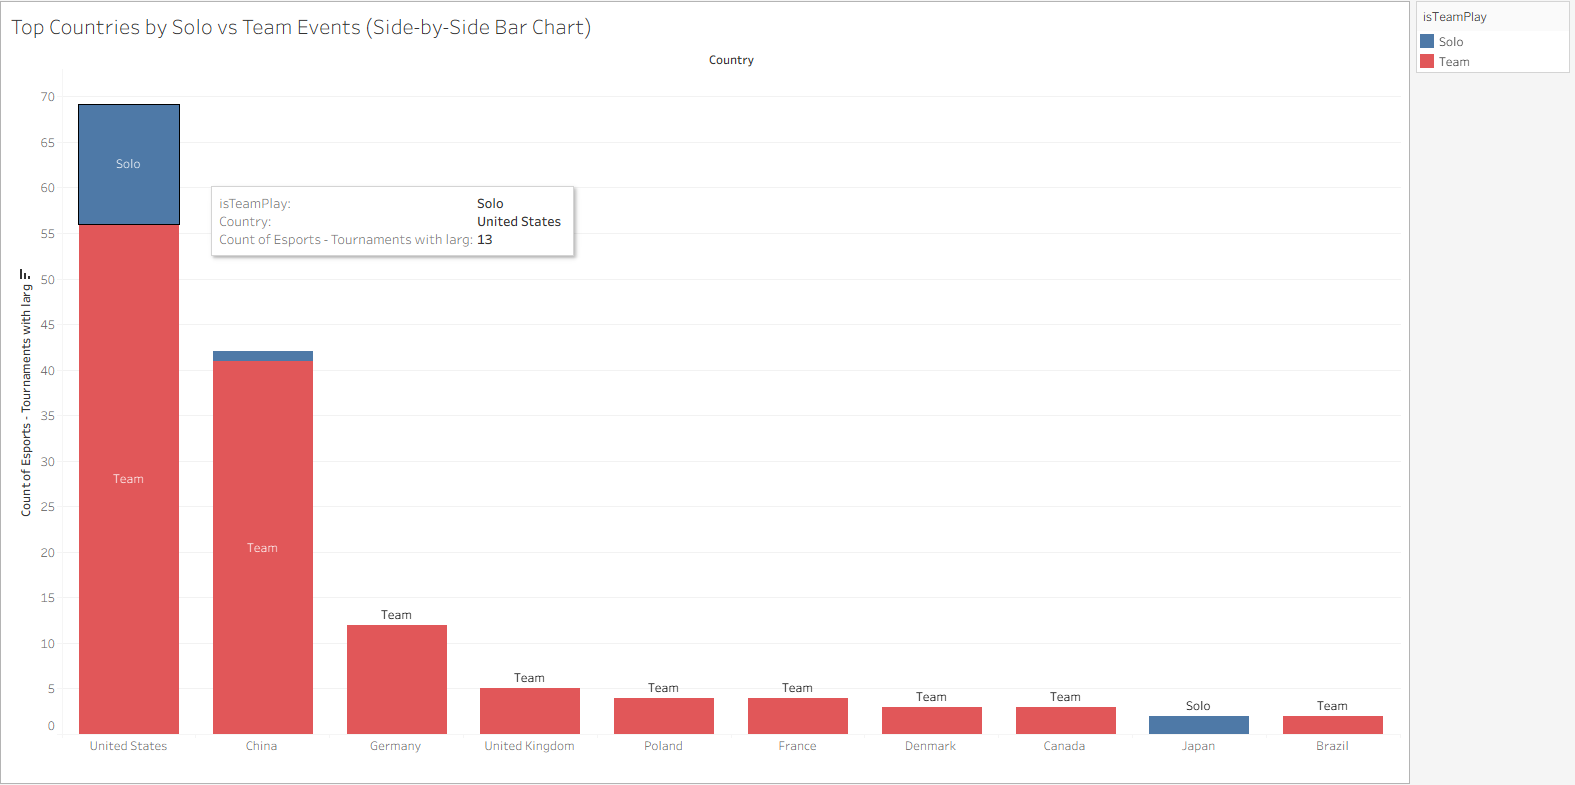 Top Countries by Solo vs Team Events (Side-by-Side Bar Chart)
Country
Count of Esports - Tournaments with larg
70
65
60
55
50
45
40
35
30
25
20
15
10
5
0
Solo
Team
Team
Team
Team
Team
Team
Team
Team
Solo
Team
isTeamPlay: Solo
Country: United States
Count of Esports - Tournaments with larg: 13
United States
China
Germany
United Kingdom
Poland
France
Denmark
Canada
Japan
Brazil
isTeamPlay
Solo
Team